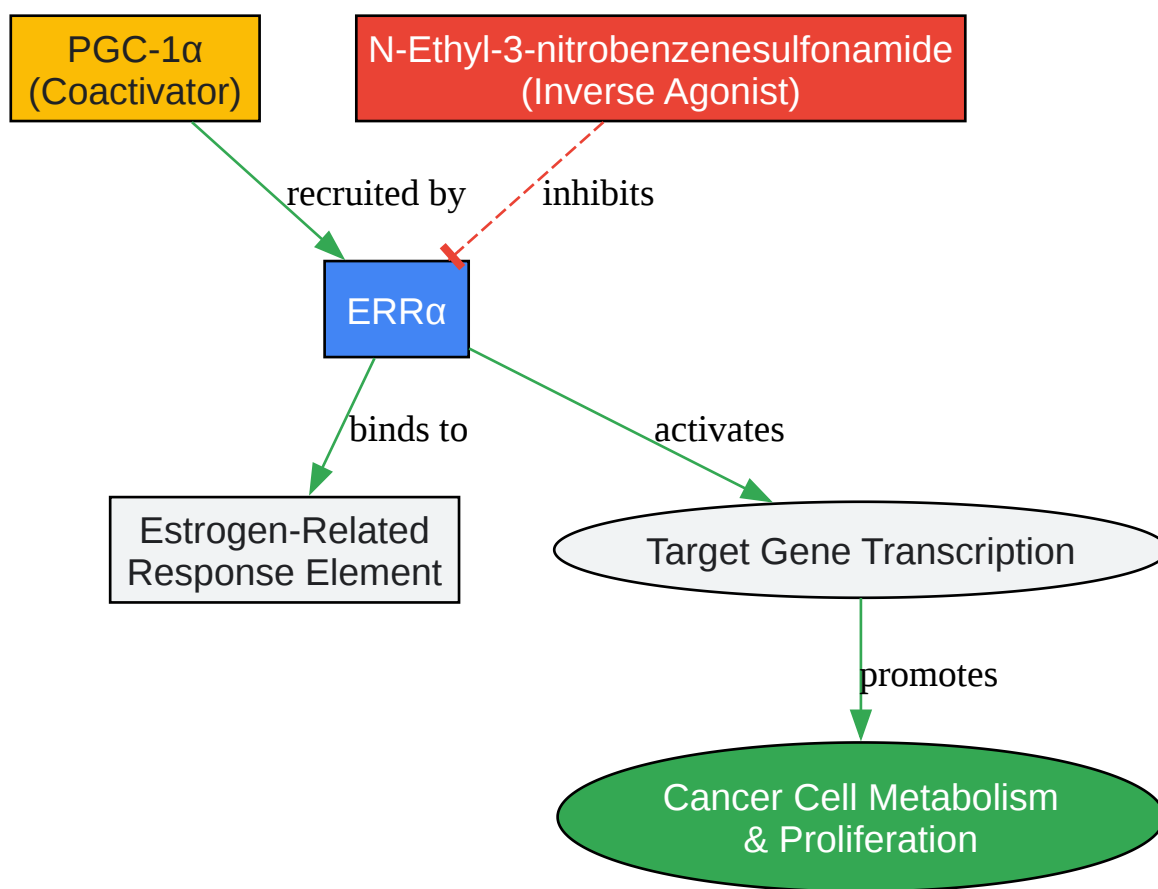 PGC-1α
(Coactivator)
N-Ethyl-3-nitrobenzenesulfonamide
(Inverse Agonist)
recruited by
inhibits
ERRα
binds to
activates
Estrogen-Related
Response Element
Target Gene Transcription
promotes
Cancer Cell Metabolism
& Proliferation